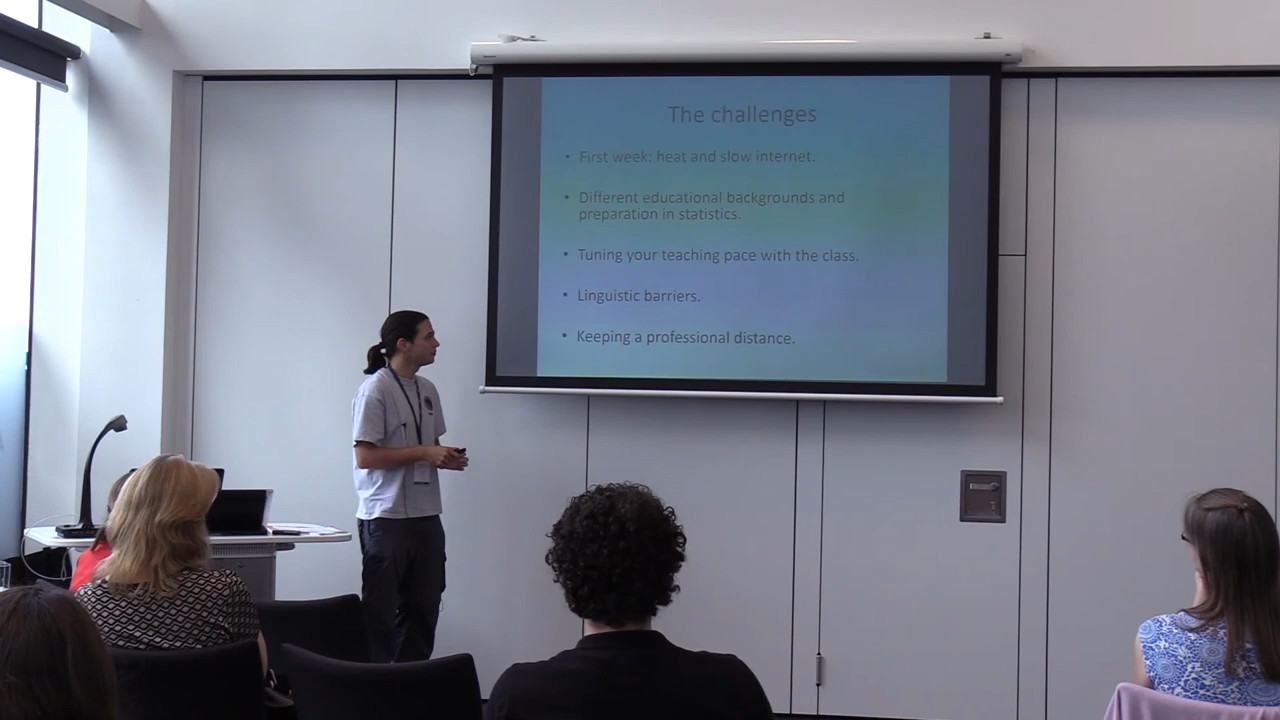 The challenges
• First week: heat and slow internet.
• Different educational backgrounds and
preparation in statistics.
• Tuning your teaching pace with the class.
• Linguistic barriers.
• Keeping a professional distance.